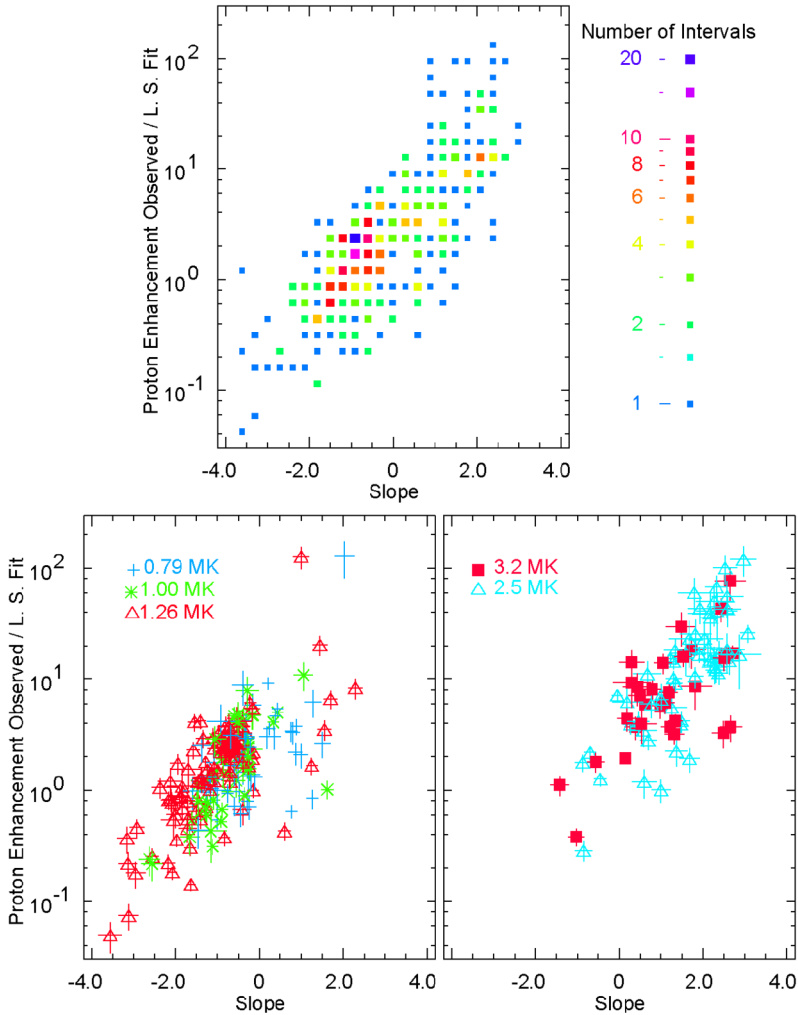 Number of Intervals
20
10
8
6
4
2
1
Proton Enhancement Observed / L. S. Fit
10²
10¹
10⁰
10⁻¹
-4.0 -2.0 0 2.0 4.0
Slope
Proton Enhancement Observed / L. S. Fit
10²
10¹
10⁰
10⁻¹
0.79 MK
1.00 MK
1.26 MK
-4.0 -2.0 0 2.0 4.0
Slope
3.2 MK
2.5 MK
-2.0 0 2.0 4.0
Slope